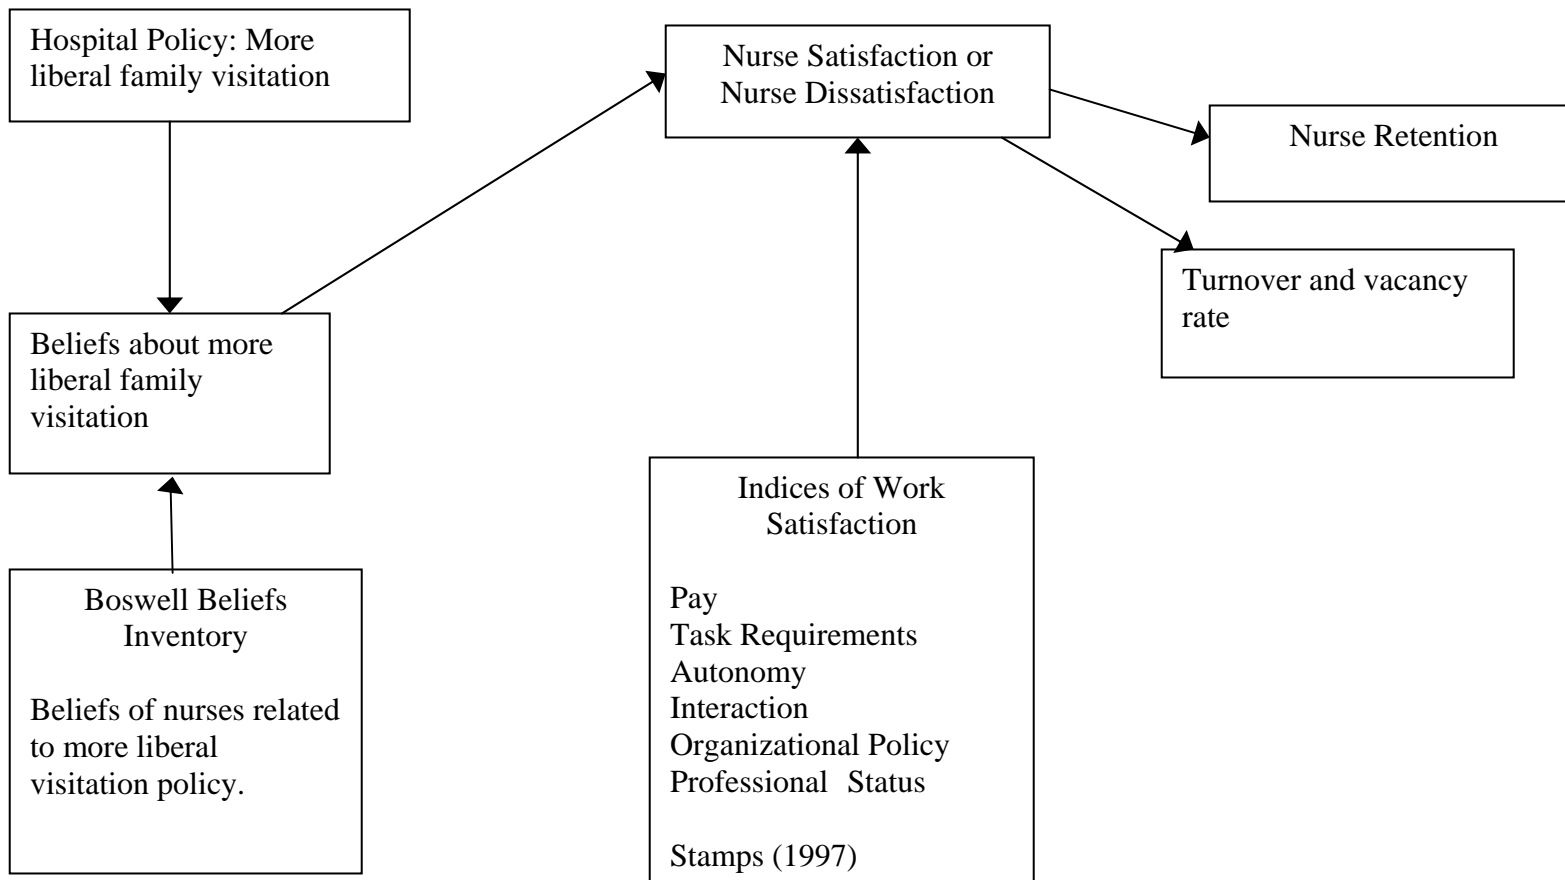 Hospital Policy: More
liberal family visitation
Nurse Satisfaction or
Nurse Dissatisfaction
Nurse Retention
Turnover and vacancy
rate
Beliefs about more
liberal family
visitation
Boswell Beliefs
Inventory
Beliefs of nurses related
to more liberal
visitation policy.
Indices of Work
Satisfaction
Pay
Task Requirements
Autonomy
Interaction
Organizational Policy
Professional Status
Stamps (1997)